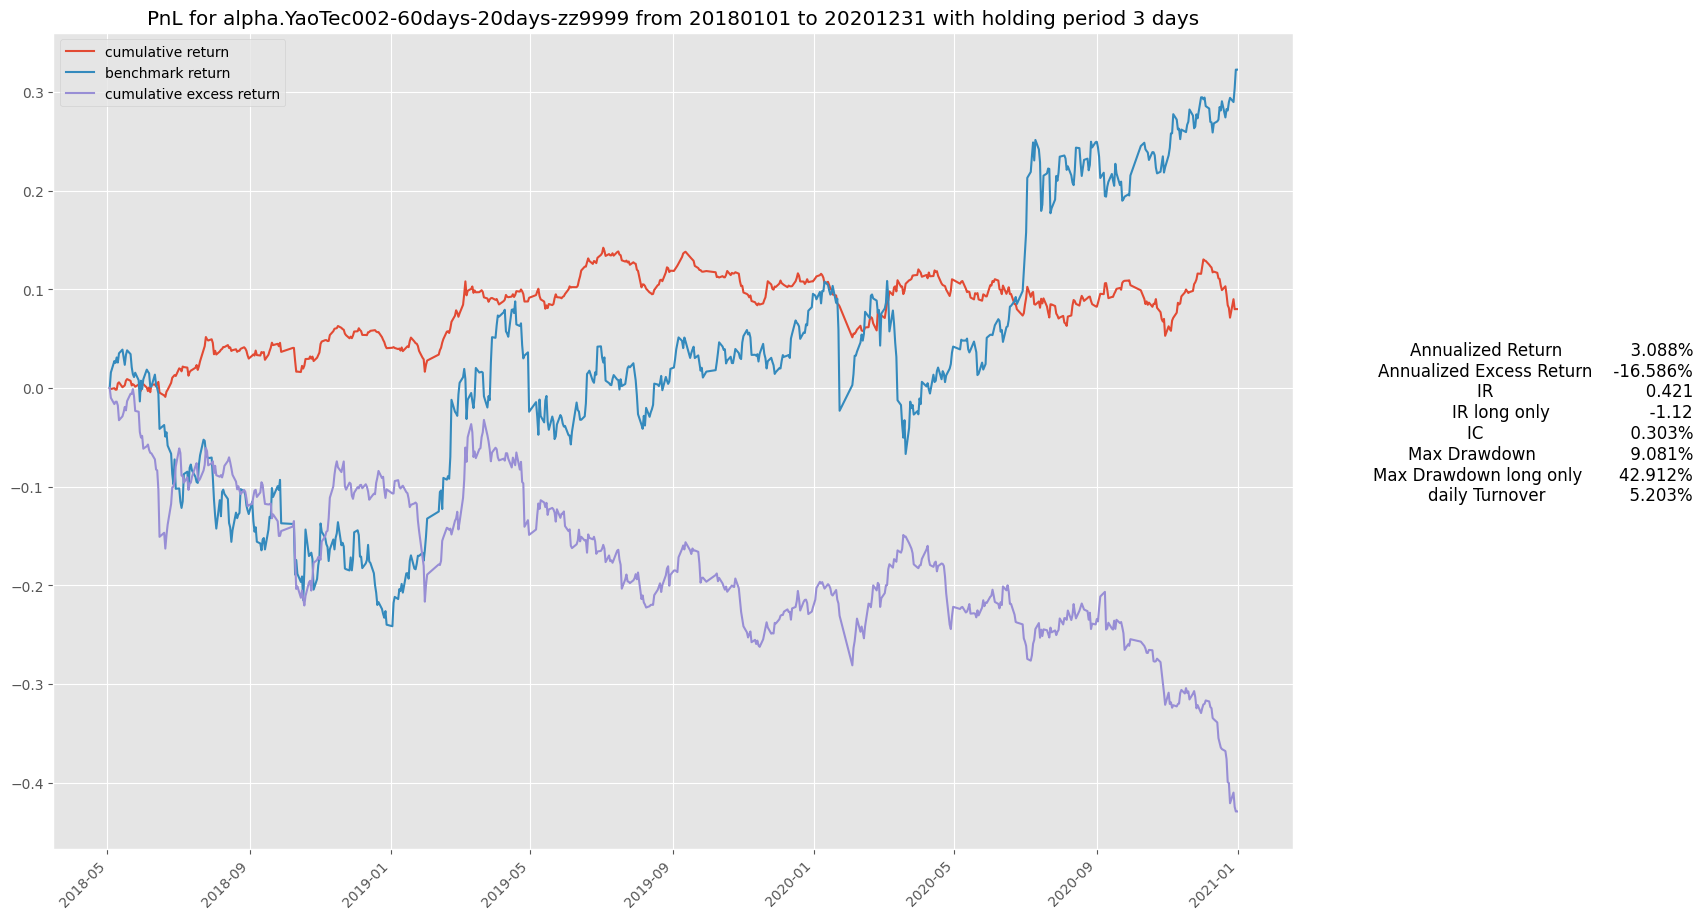 PnL for alpha.YaoTec002-60days-20days-zz9999 from 20180101 to 20201231 with holding period 3 days
cumulative return
benchmark return
cumulative excess return
0.3
0.2
0.1
0.0
−0.1
−0.2
−0.3
−0.4
2018-05
2018-09
2019-01
2019-05
2019-09
2020-01
2020-05
2020-09
2021-01
Annualized Return 3.088%
Annualized Excess Return -16.586%
IR 0.421
IR long only -1.12
IC 0.303%
Max Drawdown 9.081%
Max Drawdown long only 42.912%
daily Turnover 5.203%